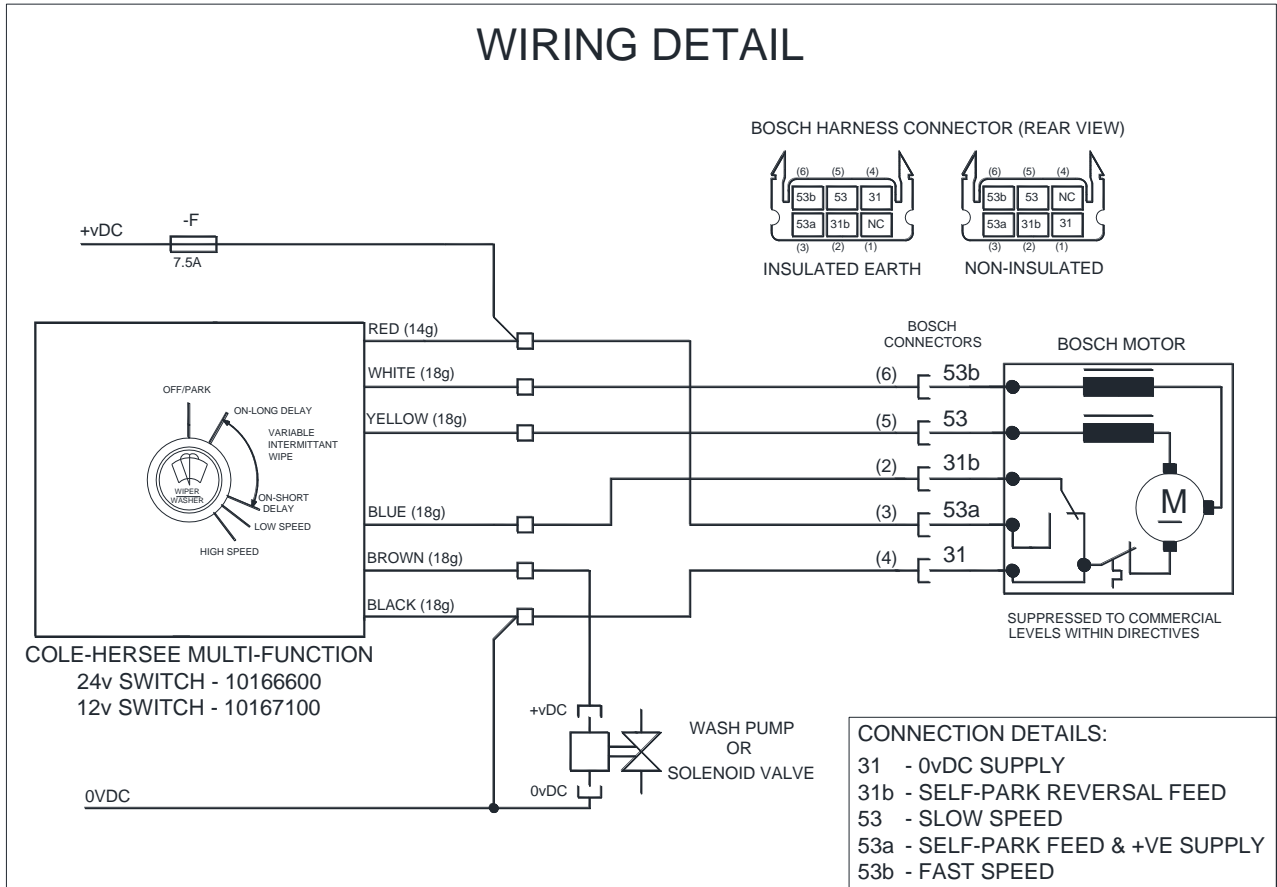 WIRING DETAIL
BOSCH HARNESS CONNECTOR (REAR VIEW)
(6) (5) (4)
53b 53 31
53a 31b NC
(3) (2) (1)
INSULATED EARTH
(6) (5) (4)
53b 53 NC
53a 31b 31
(3) (2) (1)
NON-INSULATED
+vDC
-F
7.5A
OFF/PARK
ON-LONG DELAY
VARIABLE
INTERMITTANT
WIPE
ON-SHORT
DELAY
LOW SPEED
HIGH SPEED
WIPER
WASHER
RED (14g)
WHITE (18g)
YELLOW (18g)
BLUE (18g)
BROWN (18g)
BLACK (18g)
COLE-HERSEE MULTI-FUNCTION
24v SWITCH - 10166600
12v SWITCH - 10167100
BOSCH
CONNECTORS
(6) 53b
(5) 53
(2) 31b
(3) 53a
(4) 31
BOSCH MOTOR
M
SUPPRESSED TO COMMERCIAL
LEVELS WITHIN DIRECTIVES
+vDC
0vDC
WASH PUMP
OR
SOLENOID VALVE
0VDC
CONNECTION DETAILS:
31 - 0vDC SUPPLY
31b - SELF-PARK REVERSAL FEED
53 - SLOW SPEED
53a - SELF-PARK FEED & +VE SUPPLY
53b - FAST SPEED